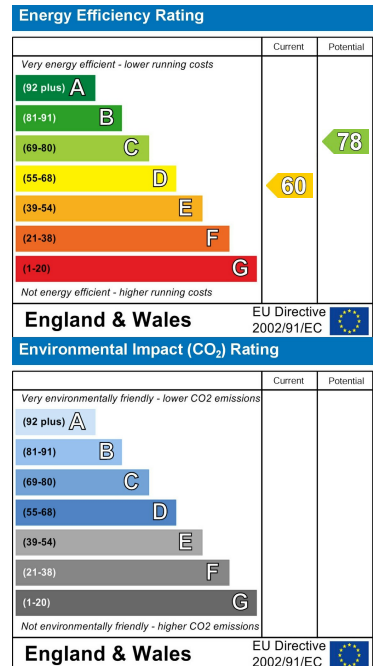 Energy Efficiency Rating
Current Potential
Very energy efficient - lower running costs
(92 plus) A
(81-91) B
(69-80) C
78
(55-68) D
60
(39-54) E
(21-38) F
(1-20) G
Not energy efficient - higher running costs
England & Wales
EU Directive
2002/91/EC
Environmental Impact (CO₂) Rating
Current Potential
Very environmentally friendly - lower CO2 emissions
(92 plus) A
(81-91) B
(69-80) C
(55-68) D
(39-54) E
(21-38) F
(1-20) G
Not environmentally friendly - higher CO2 emissions
England & Wales
EU Directive
2002/91/EC